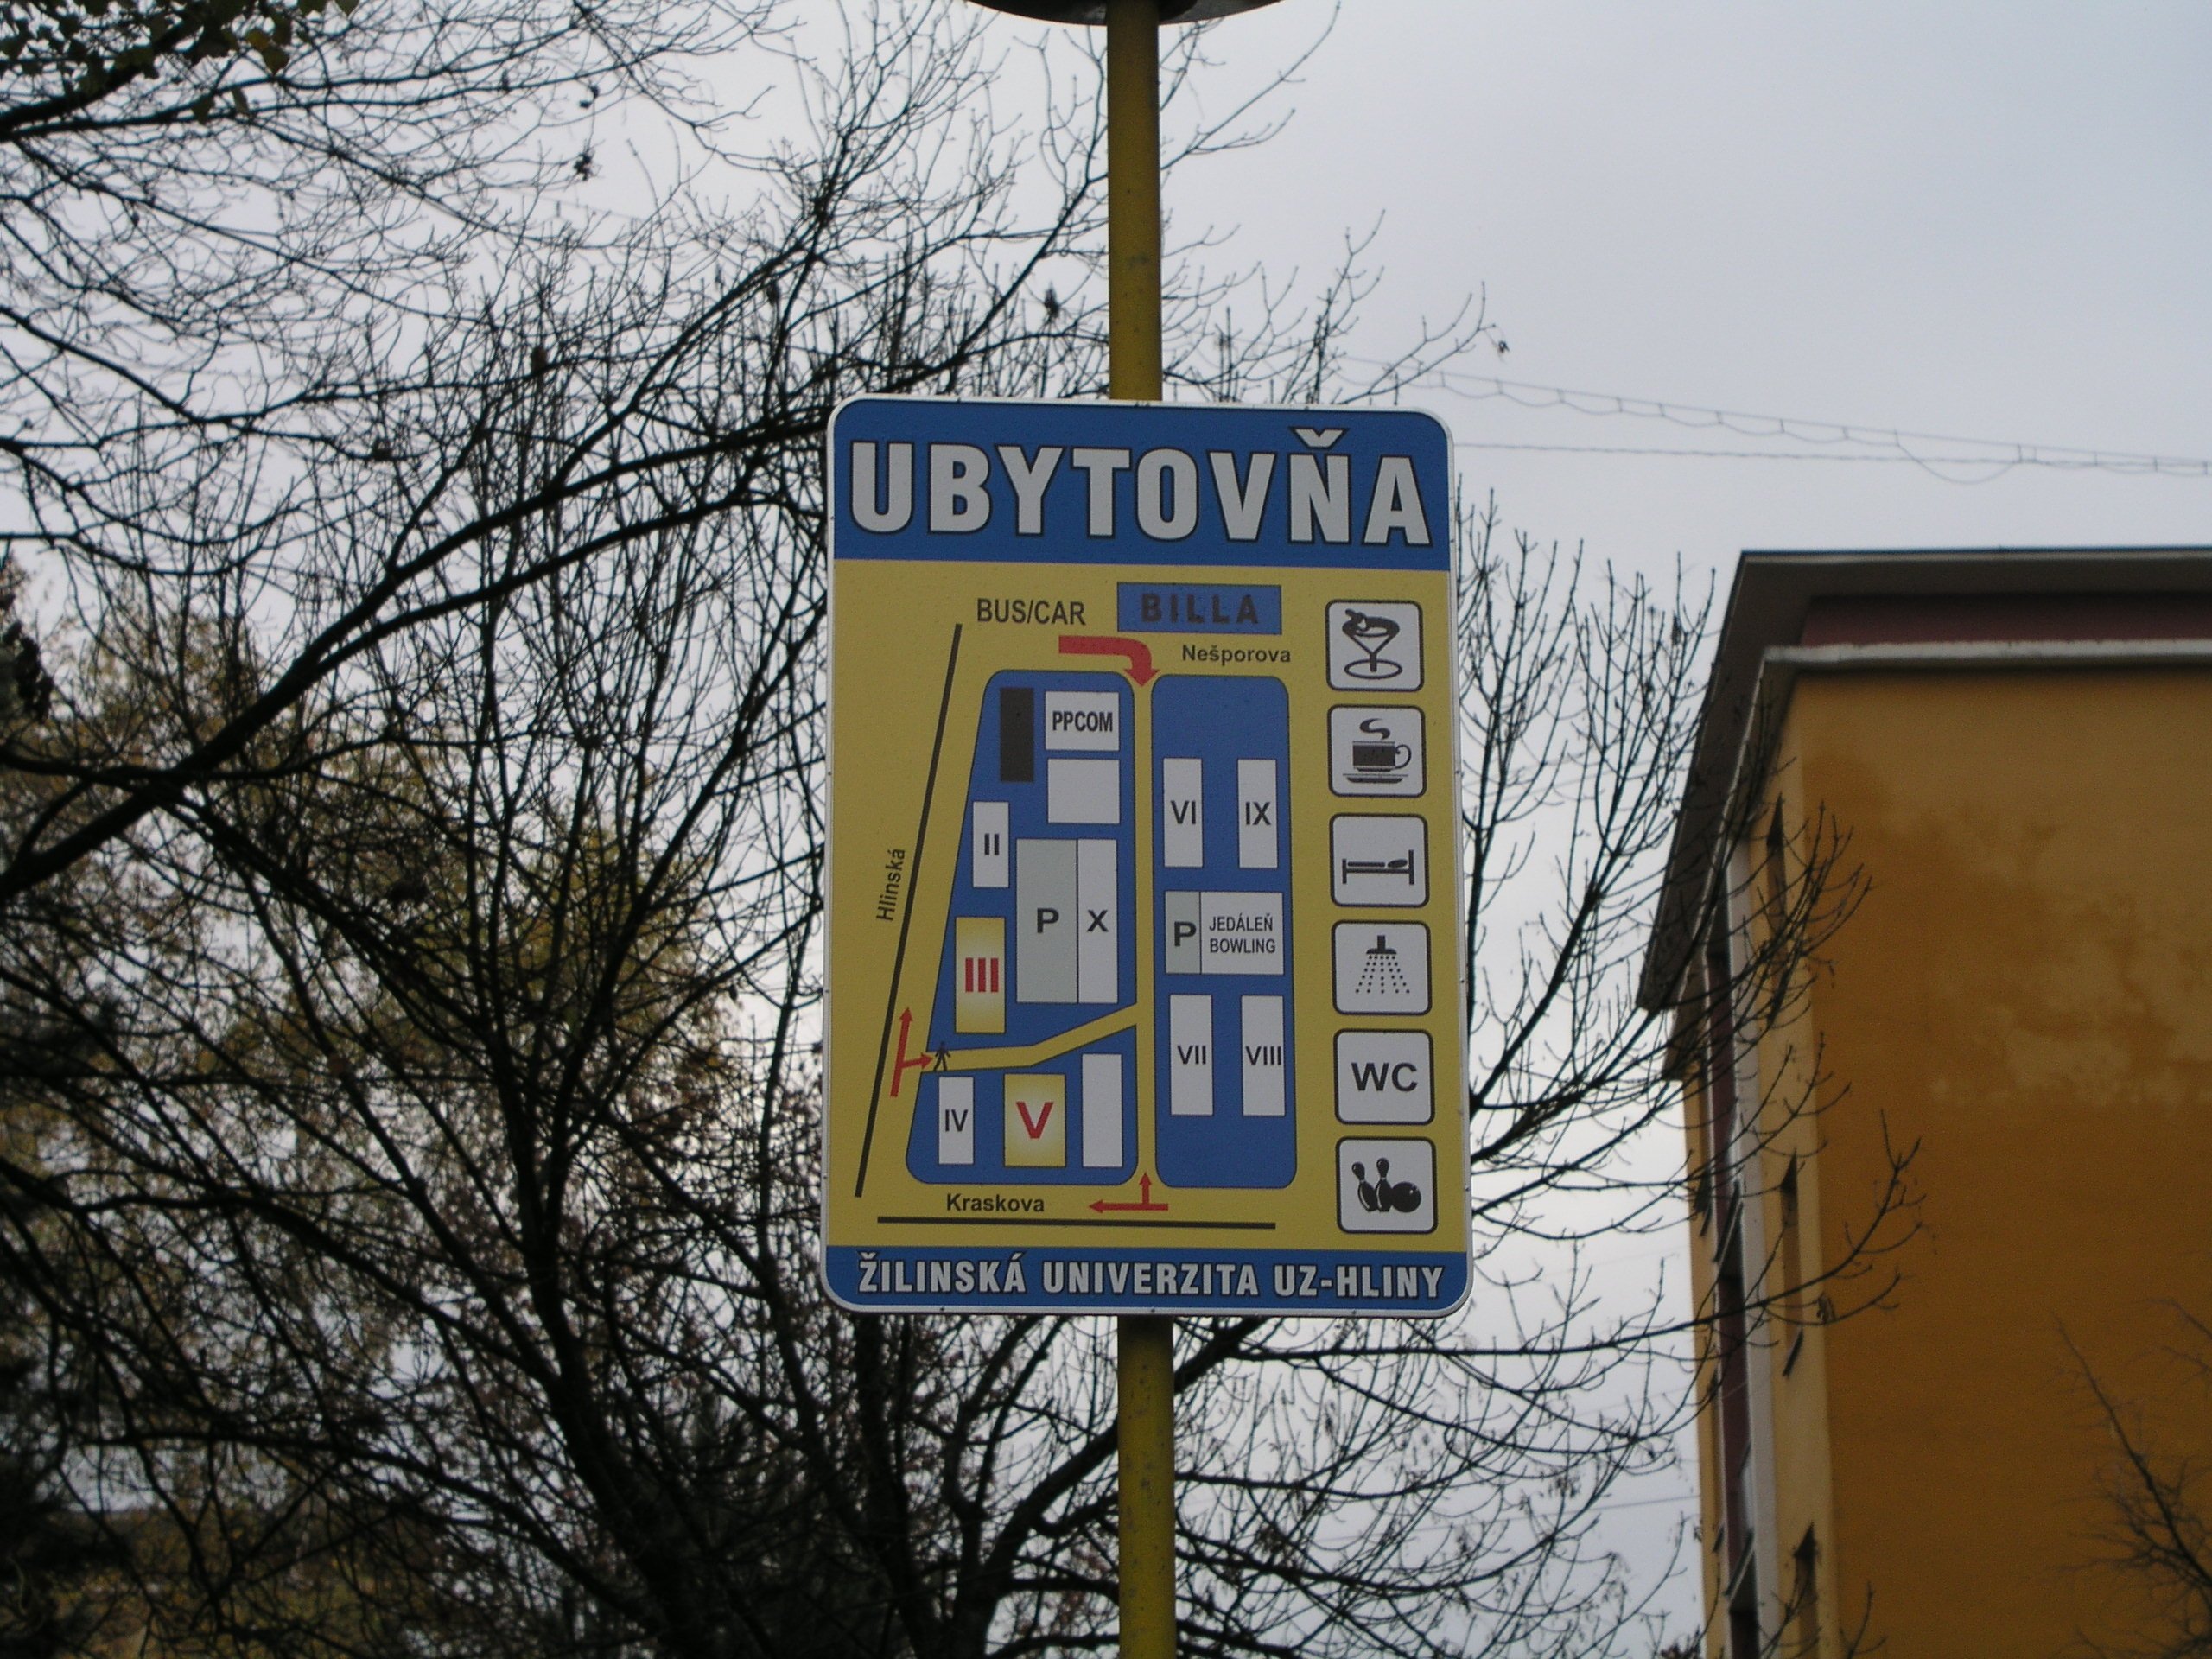 UBYTOVŇA
BUS/CAR
BILLA
Nešporova
PPCOM
VI
IX
II
Hlinská
P
X
P
JEDÁLEŇ
BOWLING
III
VII
VIII
WC
IV
V
Kraskova
ŽILINSKÁ UNIVERZITA UZ-HLINY